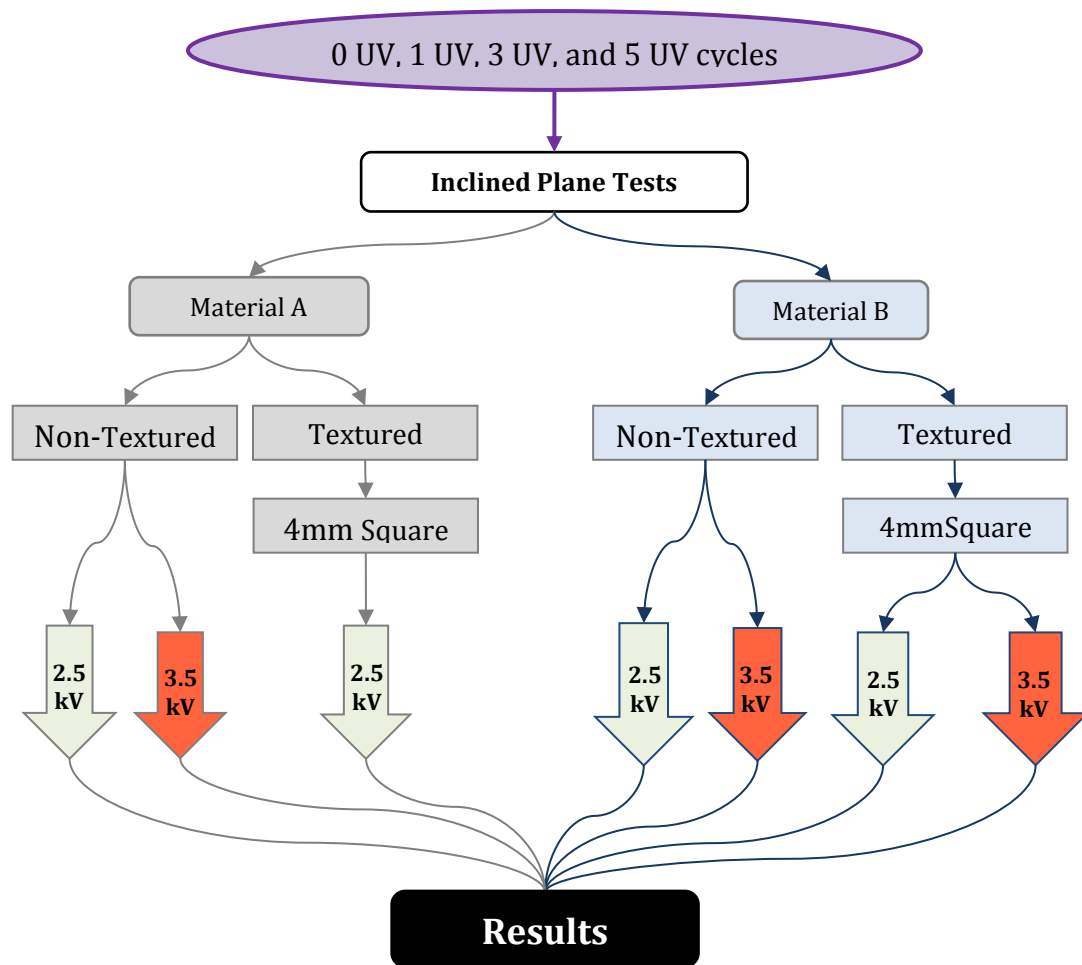 0 UV, 1 UV, 3 UV, and 5 UV cycles
Inclined Plane Tests
Material A
Material B
Non-Textured
Textured
Non-Textured
Textured
4mm Square
4mmSquare
2.5
kV
3.5
kV
2.5
kV
2.5
kV
3.5
kV
2.5
kV
3.5
kV
Results